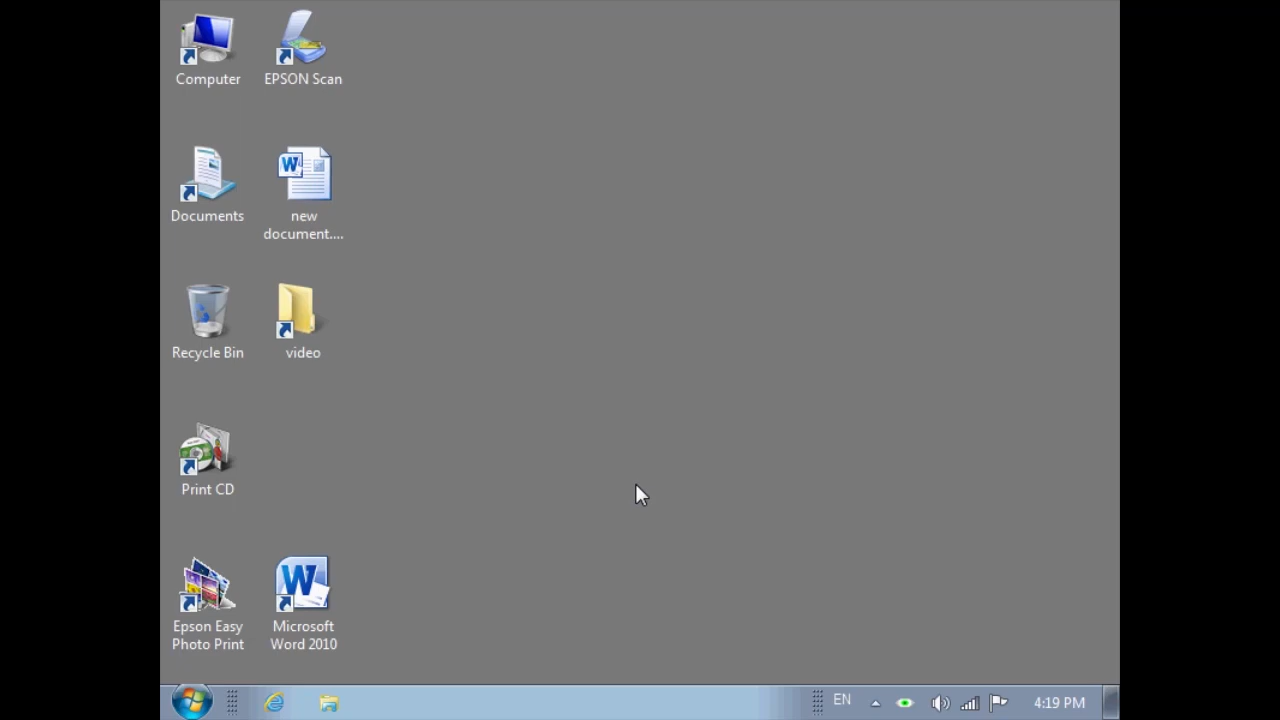 Computer
EPSON Scan
Documents
new
document....
Recycle Bin
video
Print CD
Epson Easy
Photo Print
Microsoft
Word 2010
EN
4:19 PM